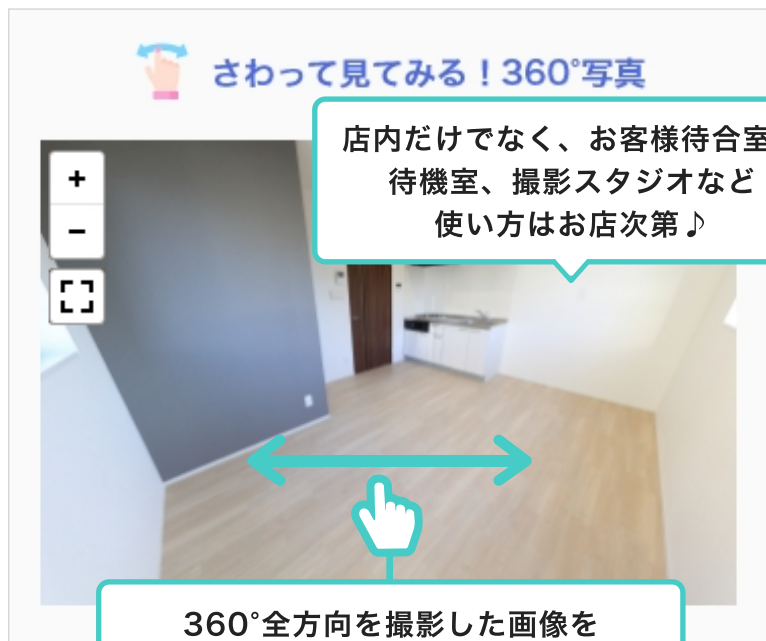 さわって見てみる！360°写真
店内だけでなく、お客様待合室
待機室、撮影スタジオなど
使い方はお店次第♪
+
−
360°全方向を撮影した画像を